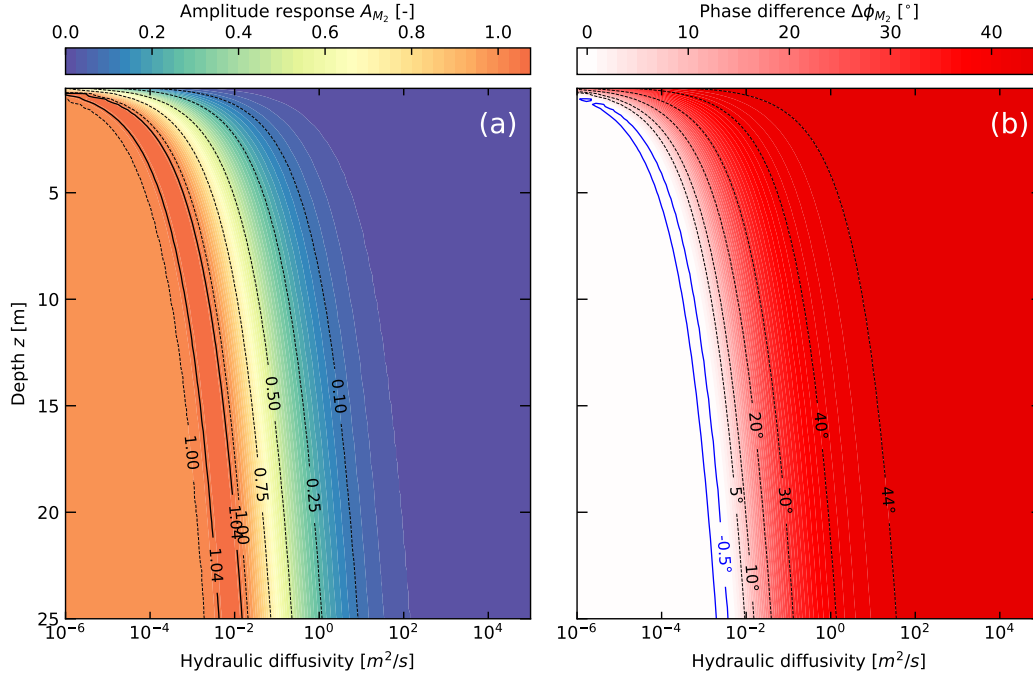 Amplitude response A_{M_2} [-]
0.0 0.2 0.4 0.6 0.8 1.0
Phase difference Δϕ_{M_2} [°]
0 10 20 30 40
(a)
5
10
15
20
25
Depth z [m]
1.00
1.04
1.04
1.00
0.75
0.50
0.25
0.10
10^{-6} 10^{-4} 10^{-2} 10^{0} 10^{2} 10^{4}
Hydraulic diffusivity [m^2/s]
(b)
-0.5°
5°
10°
20°
30°
40°
44°
10^{-6} 10^{-4} 10^{-2} 10^{0} 10^{2} 10^{4}
Hydraulic diffusivity [m^2/s]